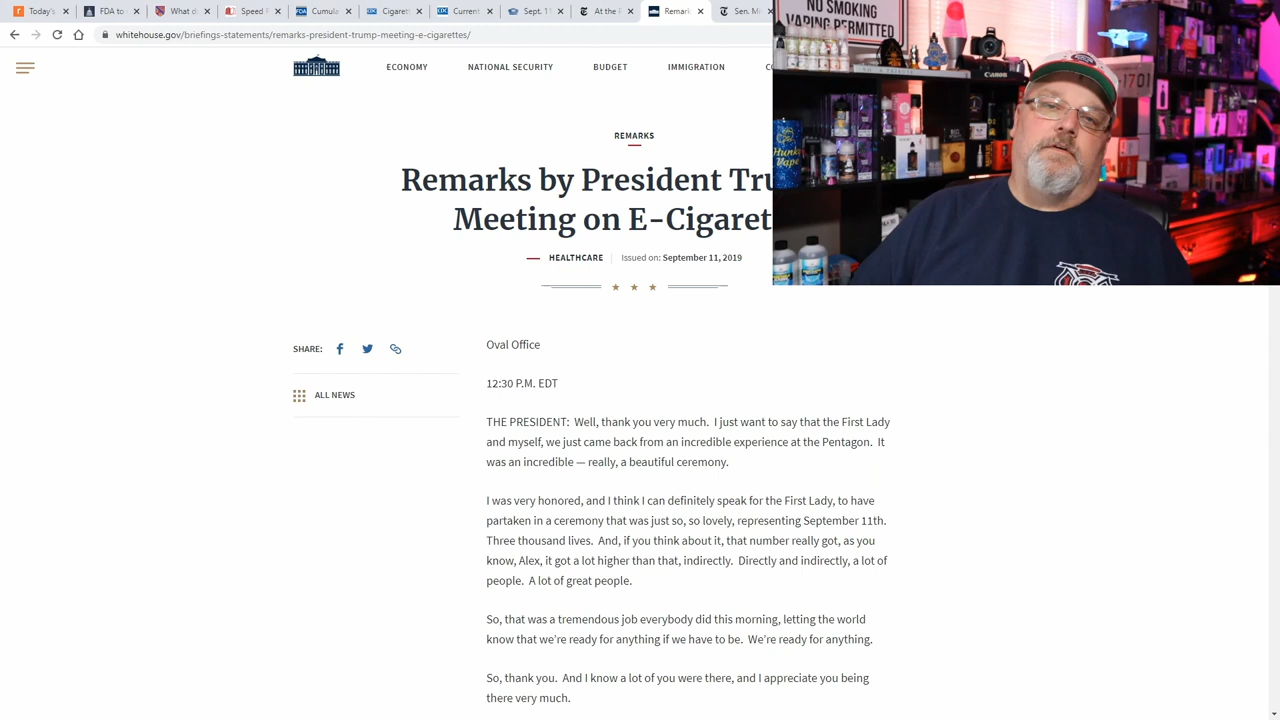 Today's
FDA to
What d
Speed I
Cumula
Cigaret
Current
Sept. 11
At the F
Remark
Sen. Mi
whitehouse.gov/briefings-statements/remarks-president-trump-meeting-e-cigarettes/
ECONOMY NATIONAL SECURITY BUDGET IMMIGRATION
NO SMOKING
VAPING PERMITTED
Canon
1701
Hunky
Vape
REMARKS
Remarks by President Tru
Meeting on E-Cigaret
HEALTHCARE Issued on: September 11, 2019
SHARE:
ALL NEWS
Oval Office
12:30 P.M. EDT
THE PRESIDENT: Well, thank you very much. I just want to say that the First Lady
and myself, we just came back from an incredible experience at the Pentagon. It
was an incredible — really, a beautiful ceremony.
I was very honored, and I think I can definitely speak for the First Lady, to have
partaken in a ceremony that was just so, so lovely, representing September 11th.
Three thousand lives. And, if you think about it, that number really got, as you
know, Alex, it got a lot higher than that, indirectly. Directly and indirectly, a lot of
people. A lot of great people.
So, that was a tremendous job everybody did this morning, letting the world
know that we're ready for anything if we have to be. We're ready for anything.
So, thank you. And I know a lot of you were there, and I appreciate you being
there very much.